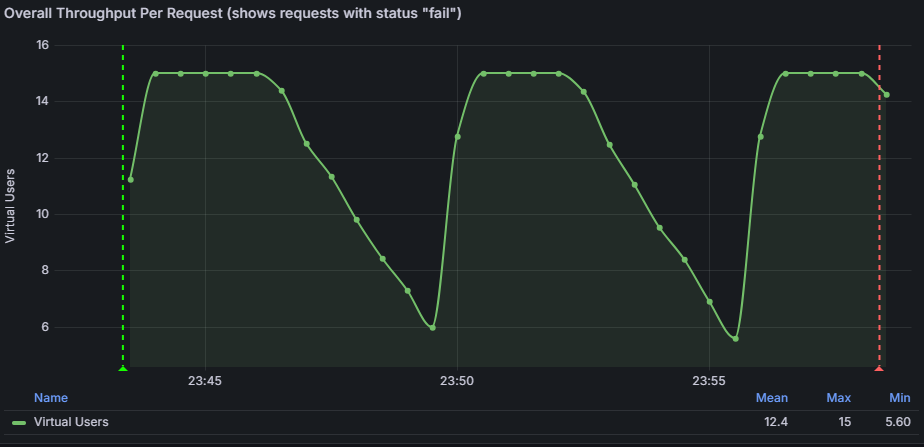 Overall Throughput Per Request (shows requests with status "fail")
16
14
12
10
8
6
Virtual Users
23:45 23:50 23:55
Name Mean Max Min
Virtual Users 12.4 15 5.60